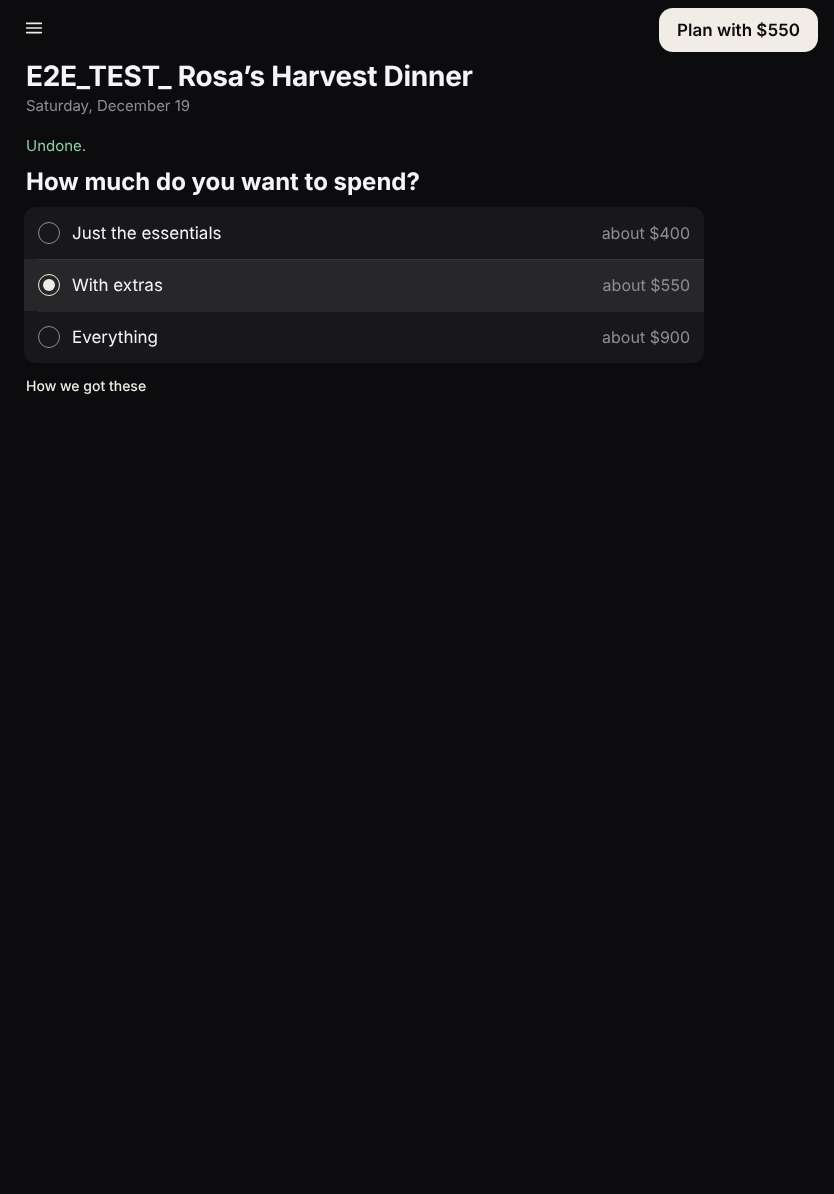 Plan with $550
E2E_TEST_ Rosa’s Harvest Dinner
Saturday, December 19
Undone.
How much do you want to spend?
Just the essentials about $400
With extras about $550
Everything about $900
How we got these